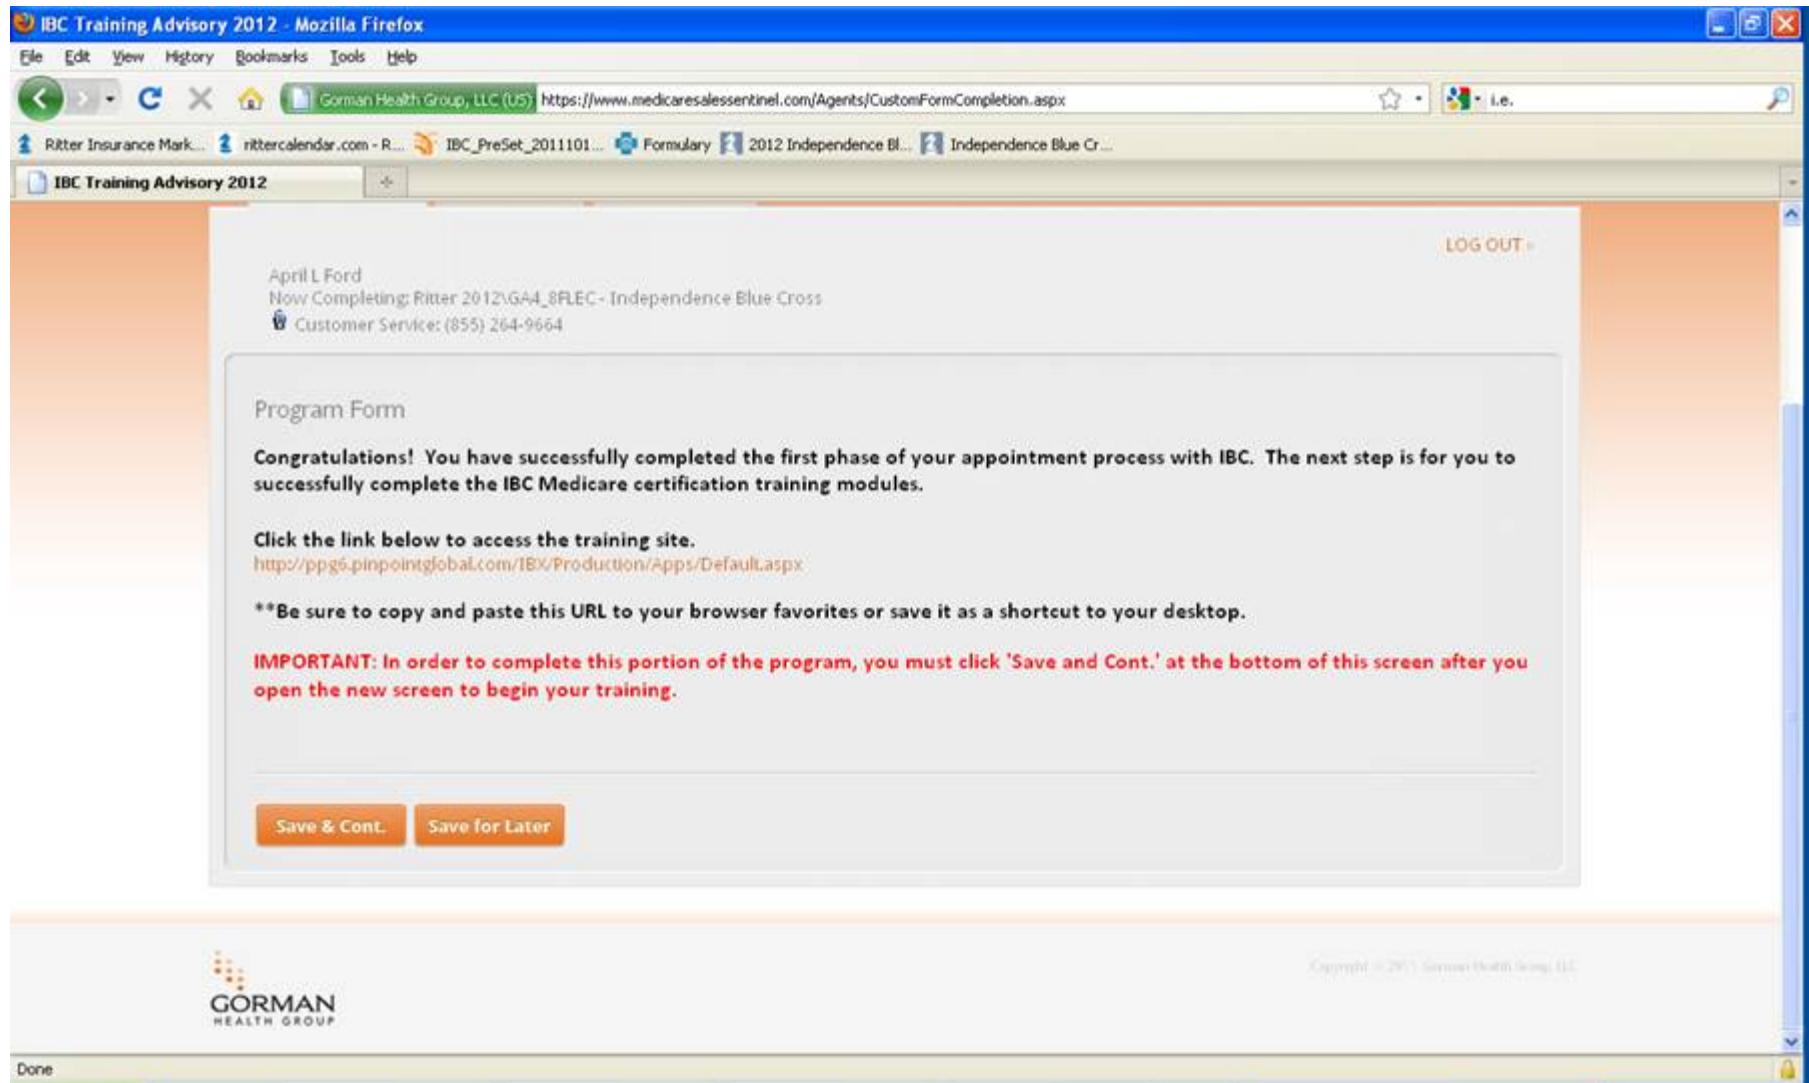 IBC Training Advisory 2012 - Mozilla Firefox
File Edit View History Bookmarks Tools Help
Gorman Health Group, LLC (US) https://www.medicaresalessentinel.com/Agents/CustomFormCompletion.aspx i.e.
Ritter Insurance Mark... rittercalendar.com - R... IBC_PreSet_2011101... Formulary 2012 Independence Bl... Independence Blue Cr...
IBC Training Advisory 2012
LOG OUT »
April L Ford
Now Completing: Ritter 2012\GA4_8FLEC - Independence Blue Cross
Customer Service: (855) 264-9664
Program Form
Congratulations! You have successfully completed the first phase of your appointment process with IBC. The next step is for you to
successfully complete the IBC Medicare certification training modules.
Click the link below to access the training site.
http://ppg6.pinpointglobal.com/IBX/Production/Apps/Default.aspx
**Be sure to copy and paste this URL to your browser favorites or save it as a shortcut to your desktop.
IMPORTANT: In order to complete this portion of the program, you must click 'Save and Cont.' at the bottom of this screen after you
open the new screen to begin your training.
Save & Cont. Save for Later
Copyright © 2011 Gorman Health Group, LLC
GORMAN
HEALTH GROUP
Done